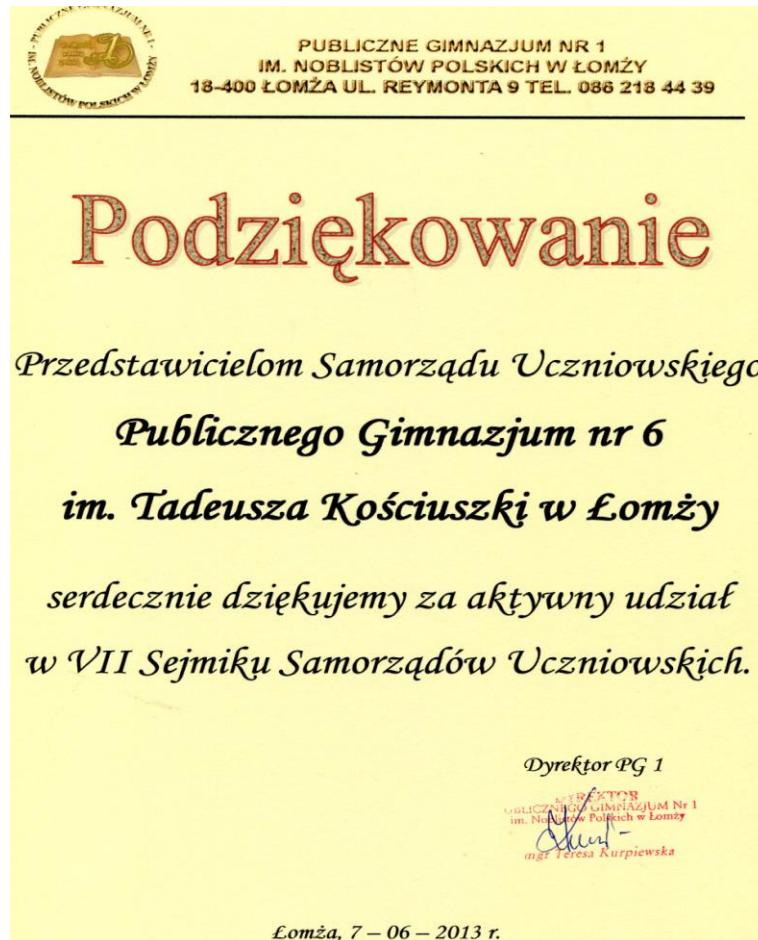 PUBLICZNE GIMNAZJUM NR 1
IM. NOBLISTÓW POLSKICH W ŁOMŻY
18-400 ŁOMŻA UL. REYMONTA 9 TEL. 086 218 44 39
Podziękowanie
Przedstawicielom Samorządu Uczniowskiego
Publicznego Gimnazjum nr 6
im. Tadeusza Kościuszki w Łomży
serdecznie dziękujemy za aktywny udział
w VII Sejmiku Samorządów Uczniowskich.
Dyrektor PG 1
DYREKTOR
PUBLICZNEGO GIMNAZJUM Nr 1
im. Noblistów Polskich w Łomży
mgr Teresa Kurpiewska
Łomża, 7 – 06 – 2013 r.